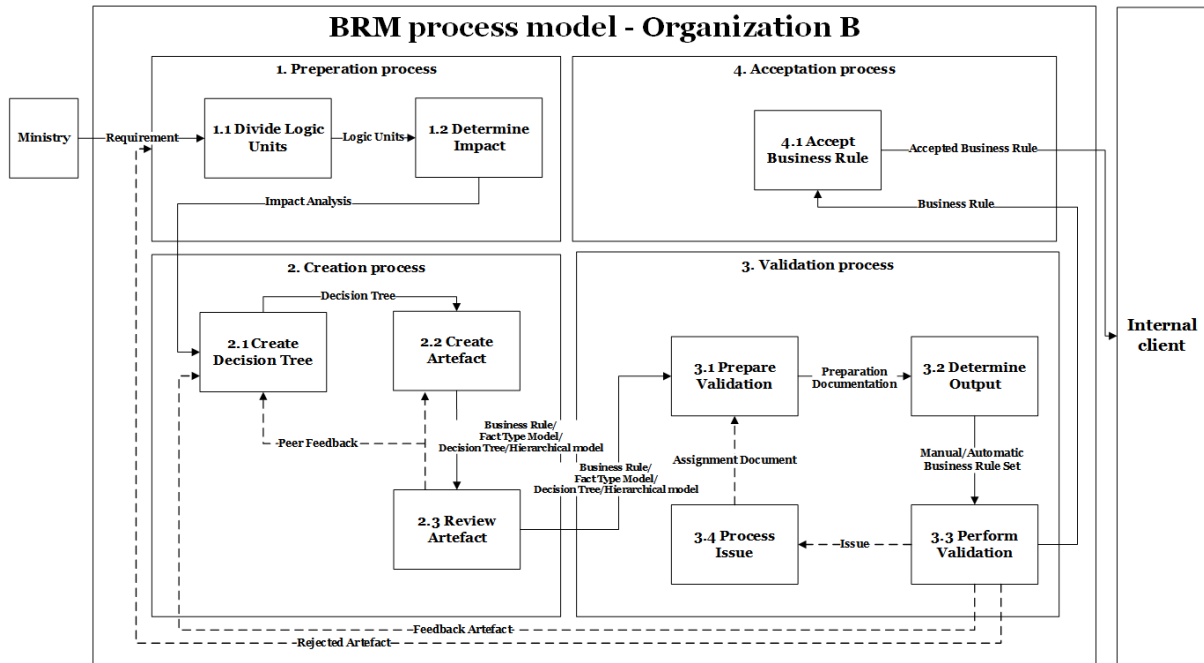 BRM process model - Organization B
1. Preperation process
4. Acceptation process
Ministry
Requirement
1.1 Divide Logic
Units
Logic Units
1.2 Determine
Impact
4.1 Accept
Business Rule
Accepted Business Rule
Impact Analysis
Business Rule
2. Creation process
3. Validation process
Decision Tree
2.1 Create
Decision Tree
2.2 Create
Artefact
Internal
client
3.1 Prepare
Validation
Preparation
Documentation
3.2 Determine
Output
Peer Feedback
Business Rule/
Fact Type Model/
Decision Tree/Hierarchical model
Business Rule/
Fact Type Model/
Decision Tree/Hierarchical model
Assignment Document
Manual/Automatic
Business Rule Set
2.3 Review
Artefact
3.4 Process
Issue
Issue
3.3 Perform
Validation
Feedback Artefact
Rejected Artefact